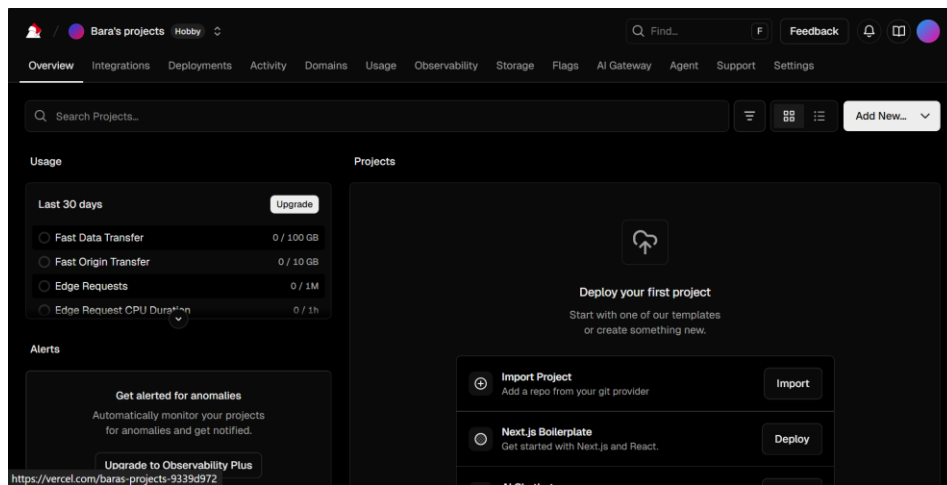 Bara's projects Hobby
Find...
F
Feedback
Overview Integrations Deployments Activity Domains Usage Observability Storage Flags AI Gateway Agent Support Settings
Search Projects...
Add New...
Usage
Last 30 days
Upgrade
Fast Data Transfer 0 / 100 GB
Fast Origin Transfer 0 / 10 GB
Edge Requests 0 / 1M
Edge Request CPU Duration 0 / 1h
Alerts
Get alerted for anomalies
Automatically monitor your projects
for anomalies and get notified.
Upgrade to Observability Plus
https://vercel.com/baras-projects-9339d972
Projects
Deploy your first project
Start with one of our templates
or create something new.
Import Project
Add a repo from your git provider
Import
Next.js Boilerplate
Get started with Next.js and React.
Deploy